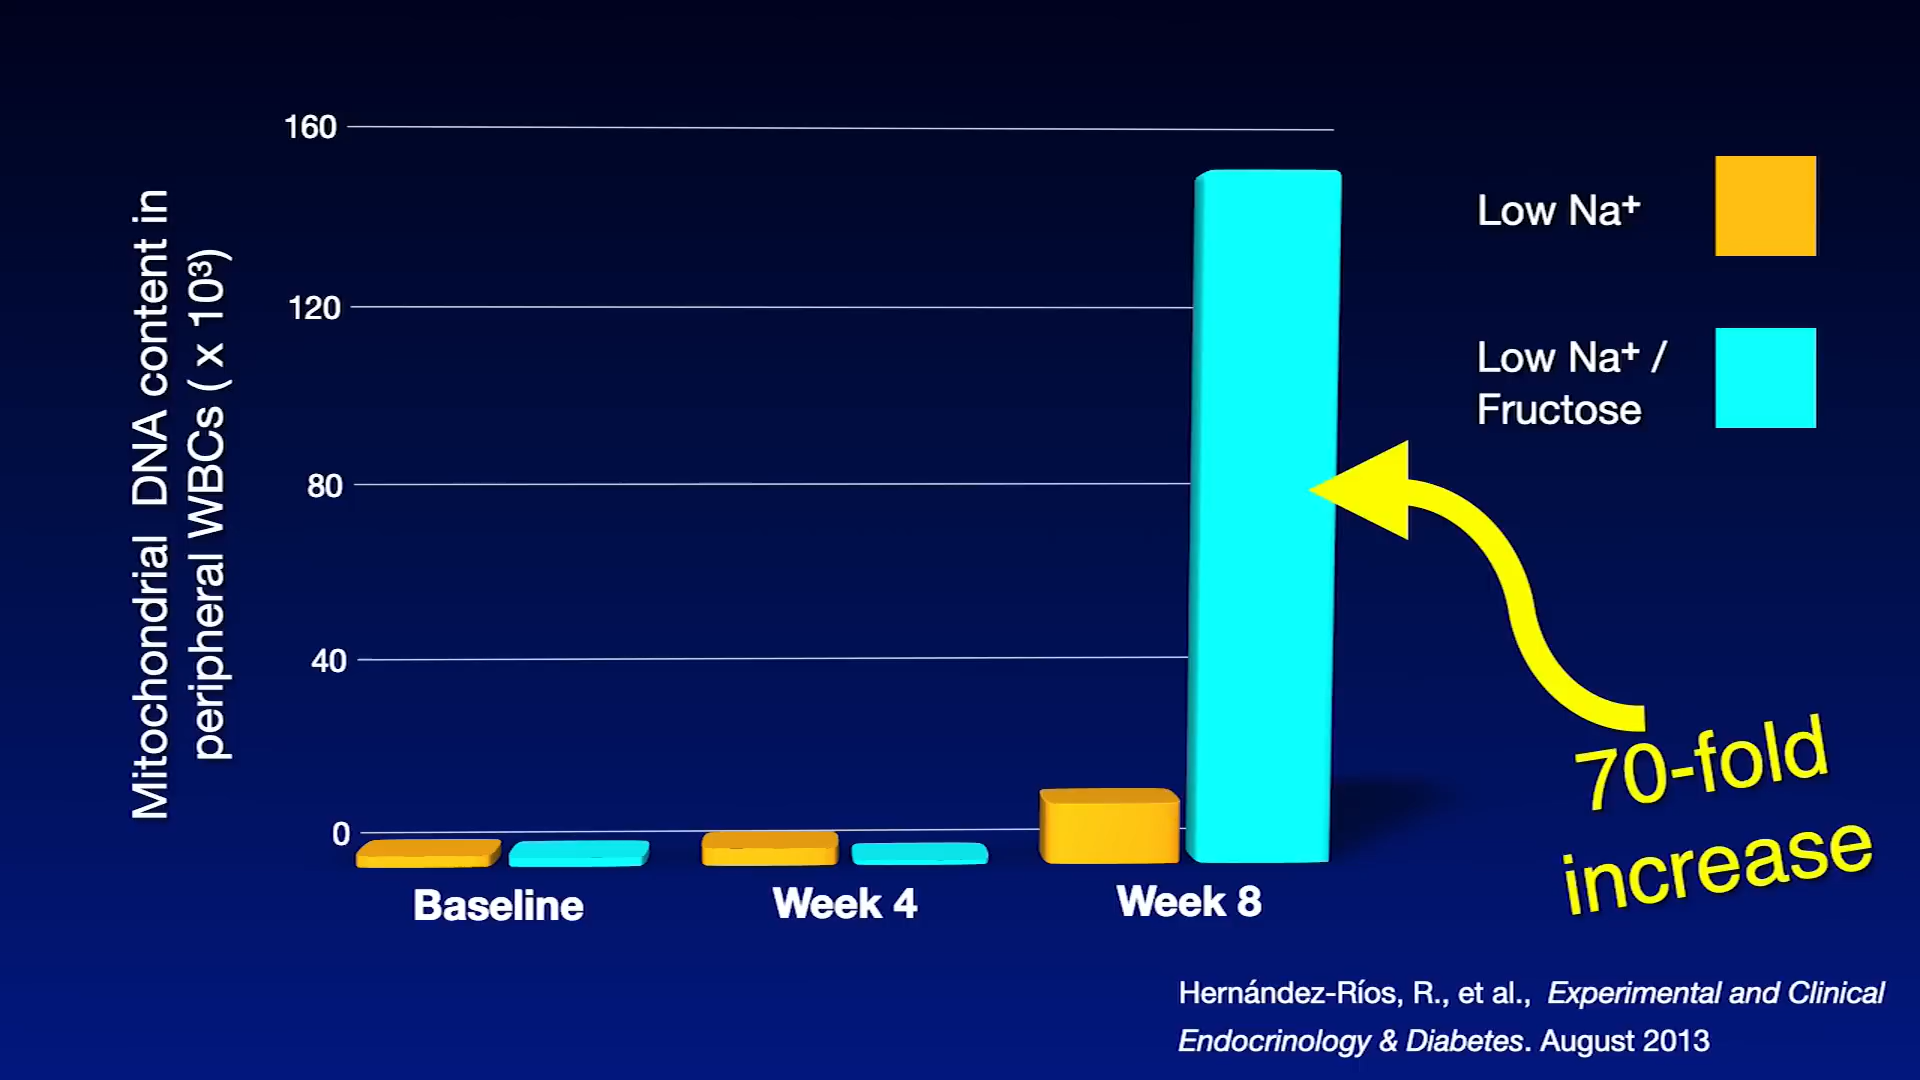 160
120
80
40
0
Mitochondrial DNA content in
peripheral WBCs ( x 10³)
Baseline
Week 4
Week 8
Low Na⁺
Low Na⁺ /
Fructose
70-fold
increase
Hernández-Ríos, R., et al., Experimental and Clinical
Endocrinology & Diabetes. August 2013